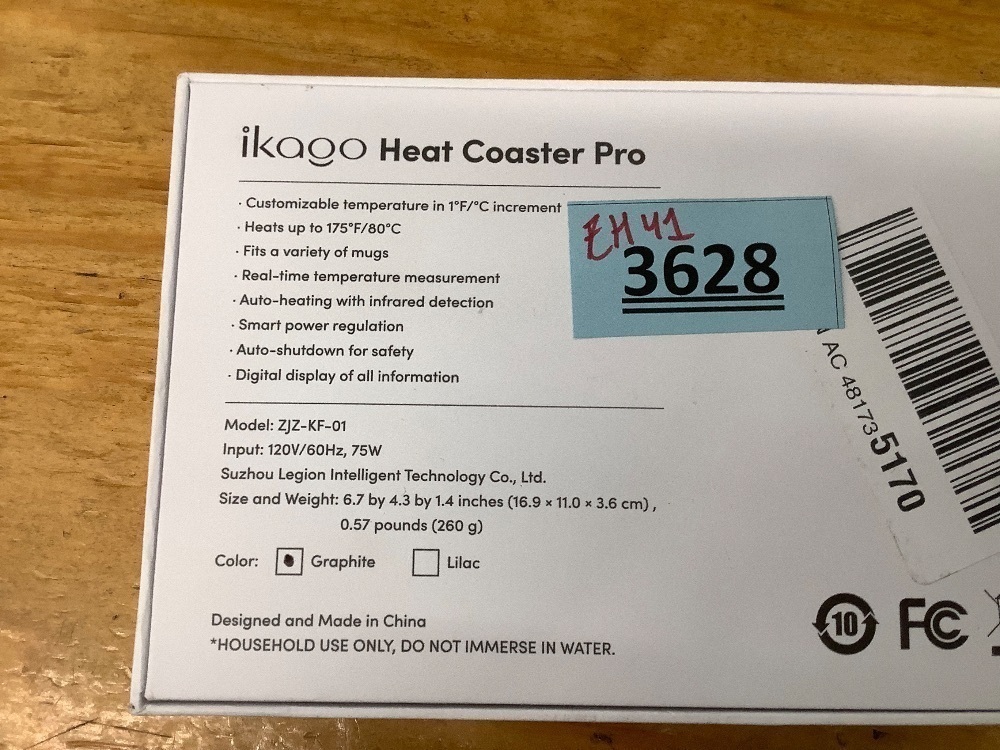 ikago Heat Coaster Pro
· Customizable temperature in 1°F/°C increment
· Heats up to 175°F/80°C
· Fits a variety of mugs
· Real-time temperature measurement
· Auto-heating with infrared detection
· Smart power regulation
· Auto-shutdown for safety
· Digital display of all information
EH 41
3628
AC 481735170
Model: ZJZ-KF-01
Input: 120V/60Hz, 75W
Suzhou Legion Intelligent Technology Co., Ltd.
Size and Weight: 6.7 by 4.3 by 1.4 inches (16.9 × 11.0 × 3.6 cm) ,
0.57 pounds (260 g)
Color: Graphite Lilac
Designed and Made in China
*HOUSEHOLD USE ONLY, DO NOT IMMERSE IN WATER.
10 FC